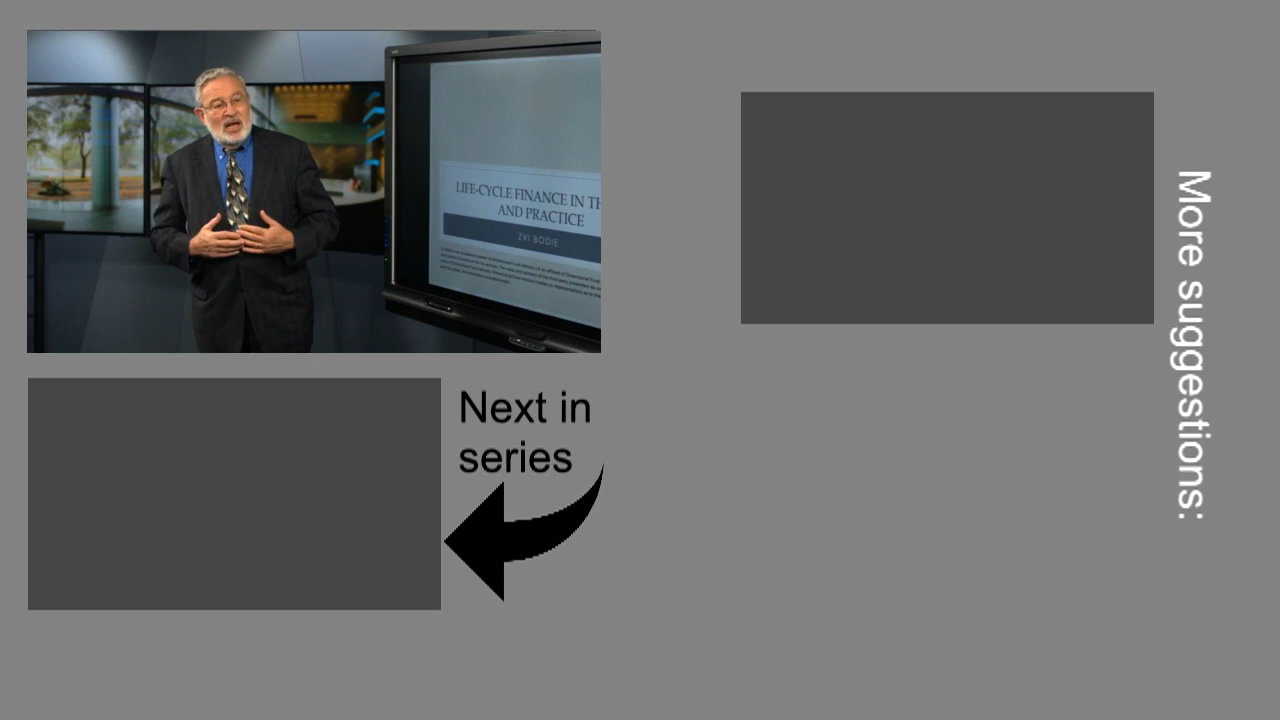 LIFE-CYCLE FINANCE IN TH
AND PRACTICE
ZVI BODIE
Next in
series
More suggestions: